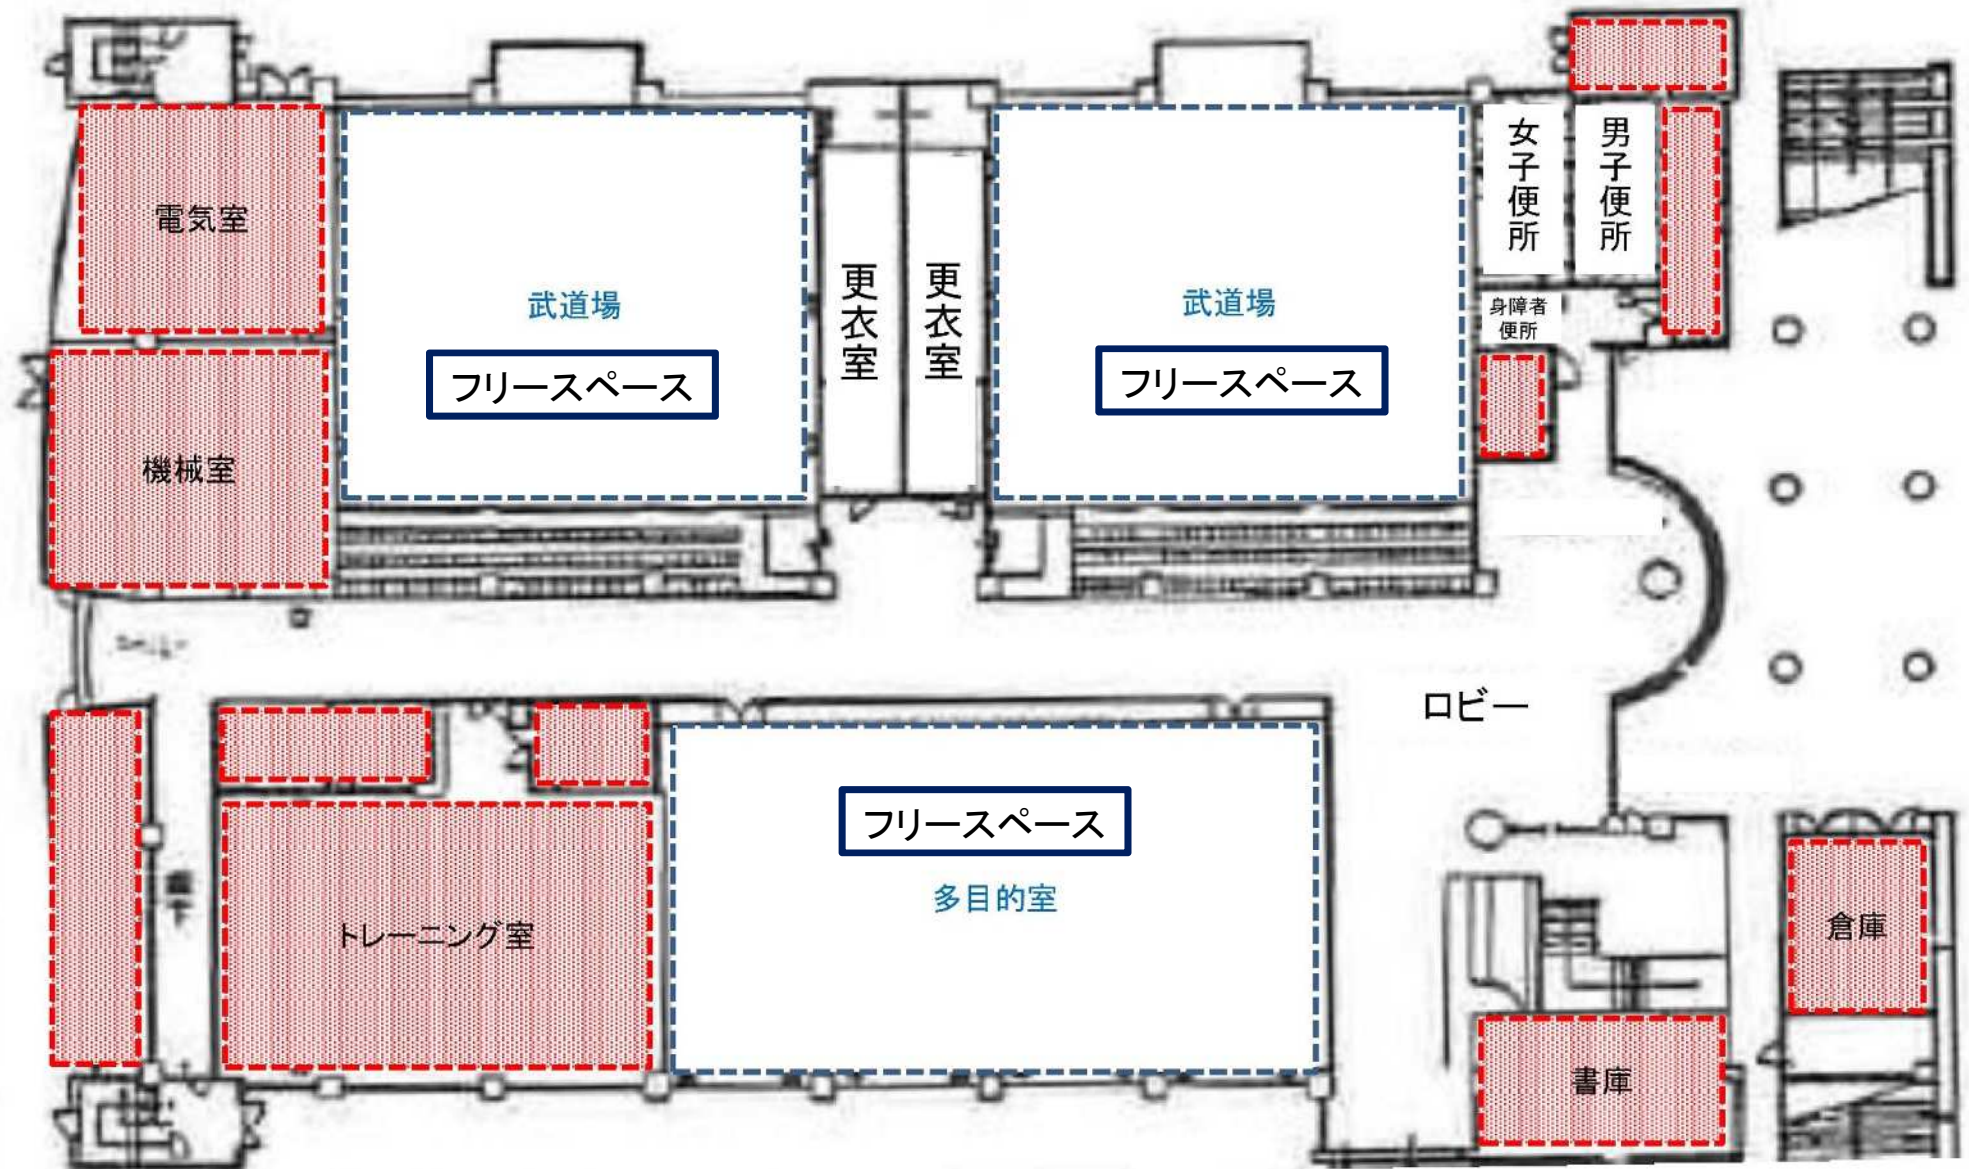 電気室
武道場
フリースペース
更衣室
更衣室
武道場
フリースペース
女子便所
男子便所
身障者
便所
機械室
ロビー
トレーニング室
フリースペース
多目的室
倉庫
書庫